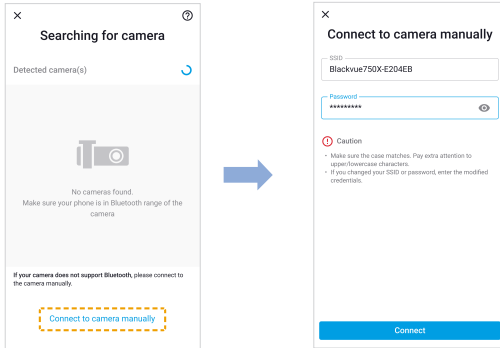 Searching for camera
Detected camera(s)
No cameras found.
Make sure your phone is in Bluetooth range of the
camera
If your camera does not support Bluetooth, please connect to
the camera manually.
Connect to camera manually
Connect to camera manually
SSID
Blackvue750X-E204EB
Password
*********
Caution
• Make sure the case matches. Pay extra attention to
upper/lowercase characters.
• If you changed your SSID or password, enter the modified
credentials.
Connect